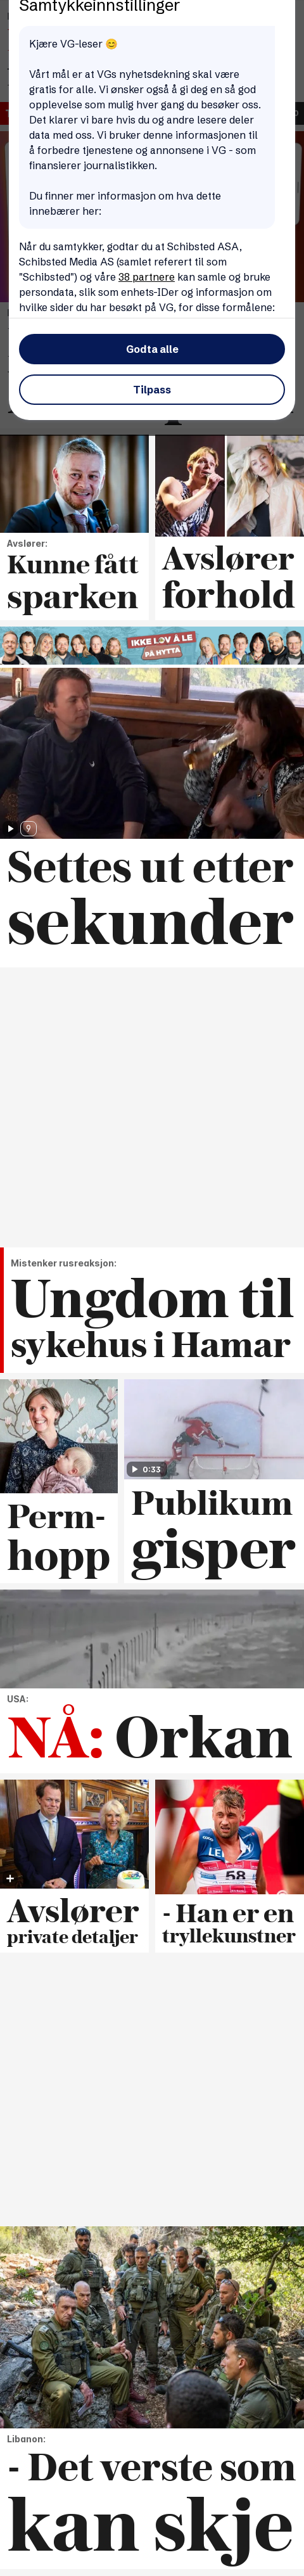 Samtykkeinnstillinger
Kjære VG-leser 😊
Vårt mål er at VGs nyhetsdekning skal være
gratis for alle. Vi ønsker også å gi deg en så god
opplevelse som mulig hver gang du besøker oss.
Det klarer vi bare hvis du og andre lesere deler
data med oss. Vi bruker denne informasjonen til
å forbedre tjenestene og annonsene i VG - som
finansierer journalistikken.
Du finner mer informasjon om hva dette
innebærer her:
Når du samtykker, godtar du at Schibsted ASA,
Schibsted Media AS (samlet referert til som
"Schibsted") og våre 38 partnere kan samle og bruke
persondata, slik som enhets-IDer og informasjon om
hvilke sider du har besøkt på VG, for disse formålene:
Godta alle
Tilpass
Avslører:
Kunne fått
sparken
Avslører
forhold
IKKE LOV Å LE
PÅ HYTTA
Settes ut etter
sekunder
Mistenker rusreaksjon:
Ungdom til
sykehus i Hamar
Perm-
hopp
0:33
Publikum
gisper
USA:
NÅ: Orkan
Avslører
private detaljer
58
- Han er en
tryllekunstner
Libanon:
- Det verste som
kan skje